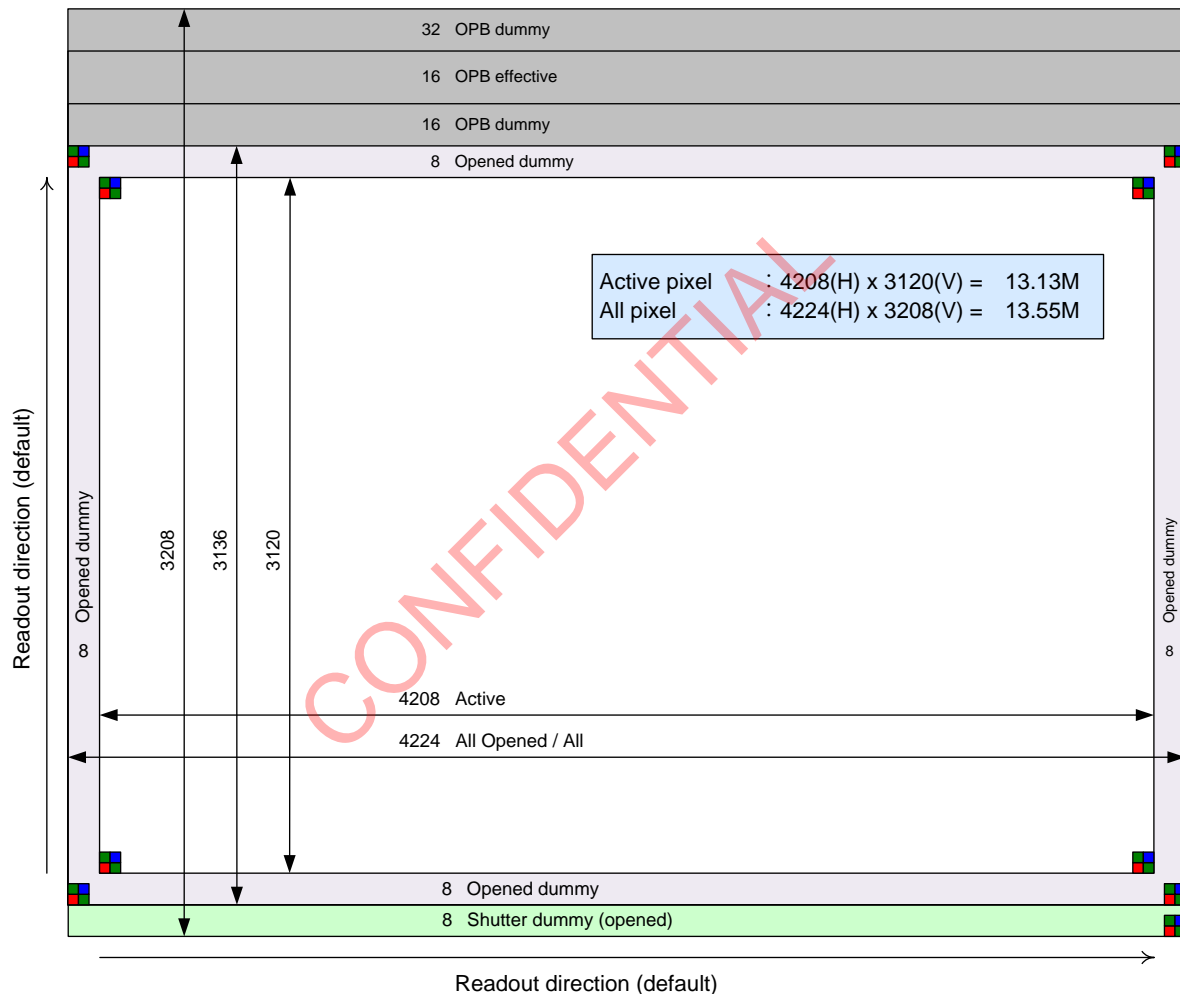 32 OPB dummy
16 OPB effective
16 OPB dummy
8 Opened dummy
Active pixel : 4208(H) x 3120(V) = 13.13M
All pixel : 4224(H) x 3208(V) = 13.55M
CONFIDENTIAL
Readout direction (default)
8 Opened dummy
3208
3136
3120
8 Opened dummy
4208 Active
4224 All Opened / All
8 Opened dummy
8 Shutter dummy (opened)
Readout direction (default)